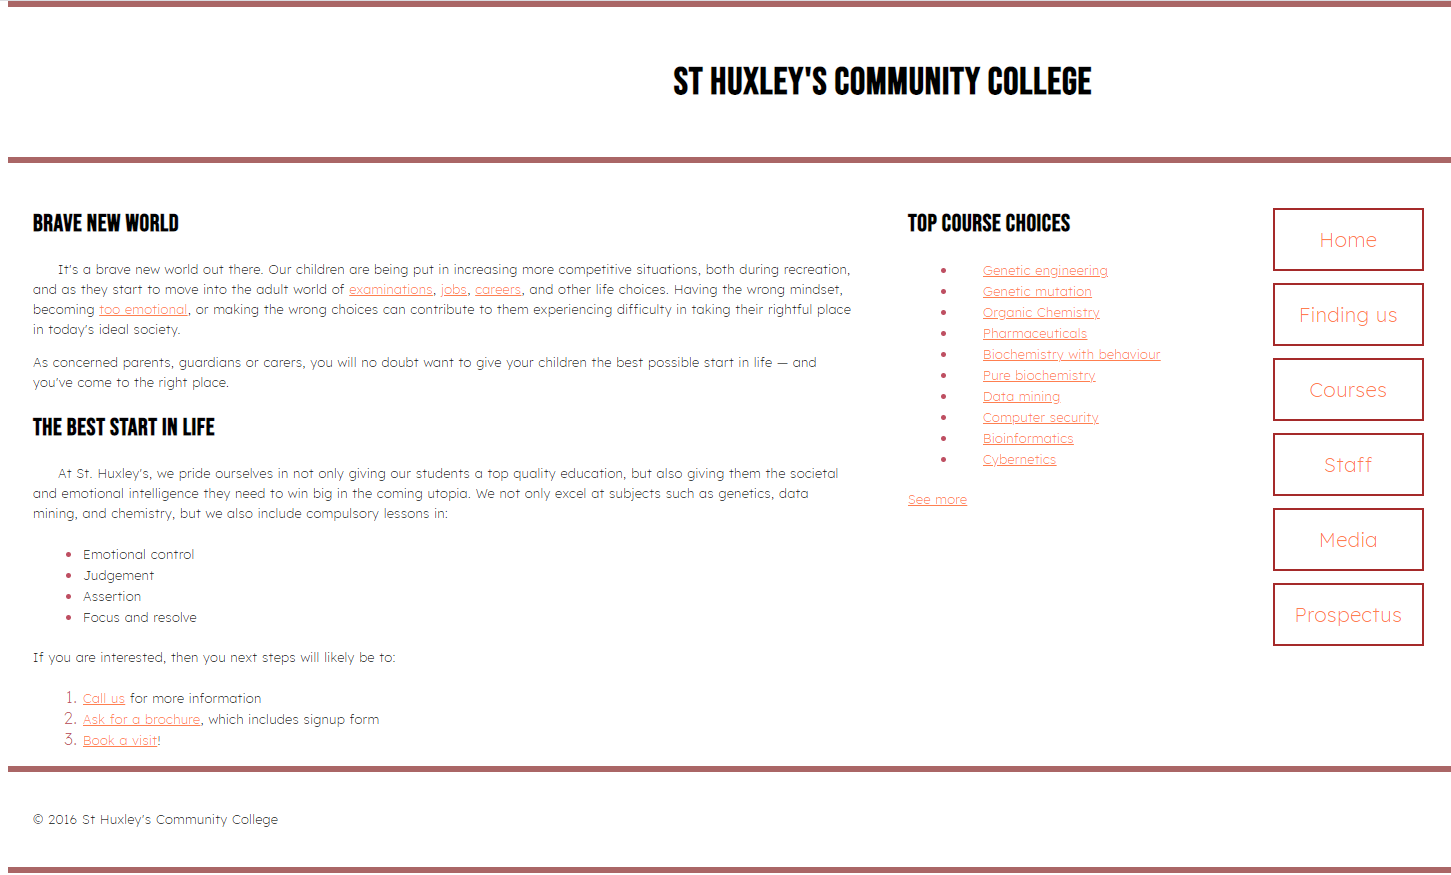 ST HUXLEY'S COMMUNITY COLLEGE
BRAVE NEW WORLD
It's a brave new world out there. Our children are being put in increasing more competitive situations, both during recreation,
and as they start to move into the adult world of examinations, jobs, careers, and other life choices. Having the wrong mindset,
becoming too emotional, or making the wrong choices can contribute to them experiencing difficulty in taking their rightful place
in today's ideal society.
As concerned parents, guardians or carers, you will no doubt want to give your children the best possible start in life — and
you've come to the right place.
THE BEST START IN LIFE
At St. Huxley's, we pride ourselves in not only giving our students a top quality education, but also giving them the societal
and emotional intelligence they need to win big in the coming utopia. We not only excel at subjects such as genetics, data
mining, and chemistry, but we also include compulsory lessons in:
• Emotional control
• Judgement
• Assertion
• Focus and resolve
If you are interested, then you next steps will likely be to:
1. Call us for more information
2. Ask for a brochure, which includes signup form
3. Book a visit!
TOP COURSE CHOICES
• Genetic engineering
• Genetic mutation
• Organic Chemistry
• Pharmaceuticals
• Biochemistry with behaviour
• Pure biochemistry
• Data mining
• Computer security
• Bioinformatics
• Cybernetics
See more
Home
Finding us
Courses
Staff
Media
Prospectus
© 2016 St Huxley's Community College